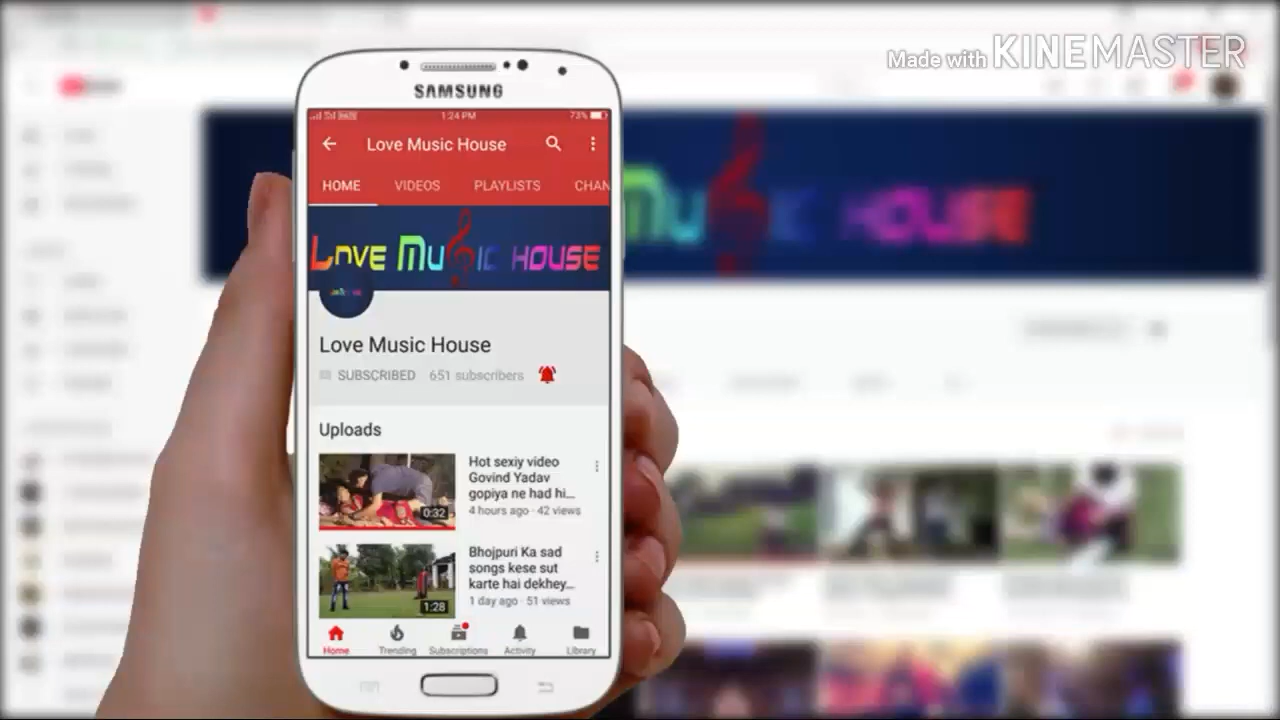 Made with KINEMASTER
SAMSUNG
1:24 PM
73%
Love Music House
HOME VIDEOS PLAYLISTS CHAN
Love Music House
Love Music House
SUBSCRIBED 651 subscribers
Uploads
Hot sexiy video
Govind Yadav
gopiya ne had hi...
0:32
4 hours ago · 42 views
Bhojpuri Ka sad
songs kese sut
karte hai dekhey...
1:28
1 day ago · 51 views
Home Trending Subscriptions Activity Library
Music House